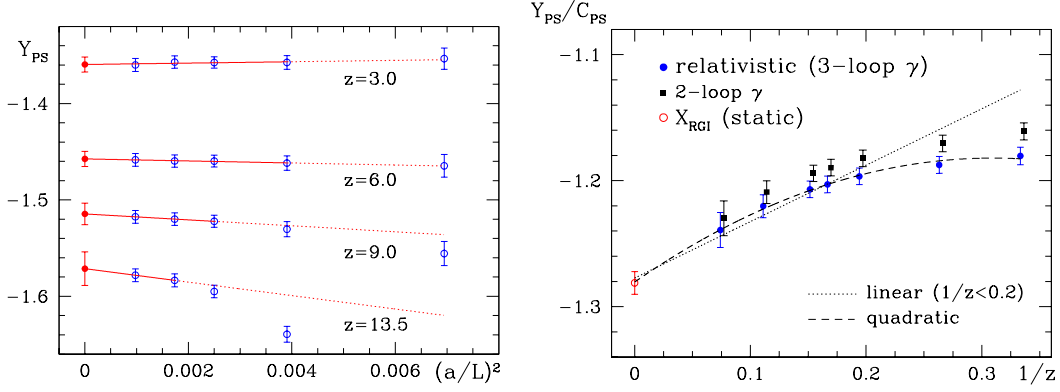 Y_PS
−1.4
−1.5
−1.6
z=3.0
z=6.0
z=9.0
z=13.5
0
0.002
0.004
0.006
(a/L)²
Y_PS/C_PS
−1.1
−1.2
−1.3
relativistic (3−loop γ)
2−loop γ
X_RGI (static)
linear (1/z<0.2)
quadratic
0
0.1
0.2
0.3
1/z